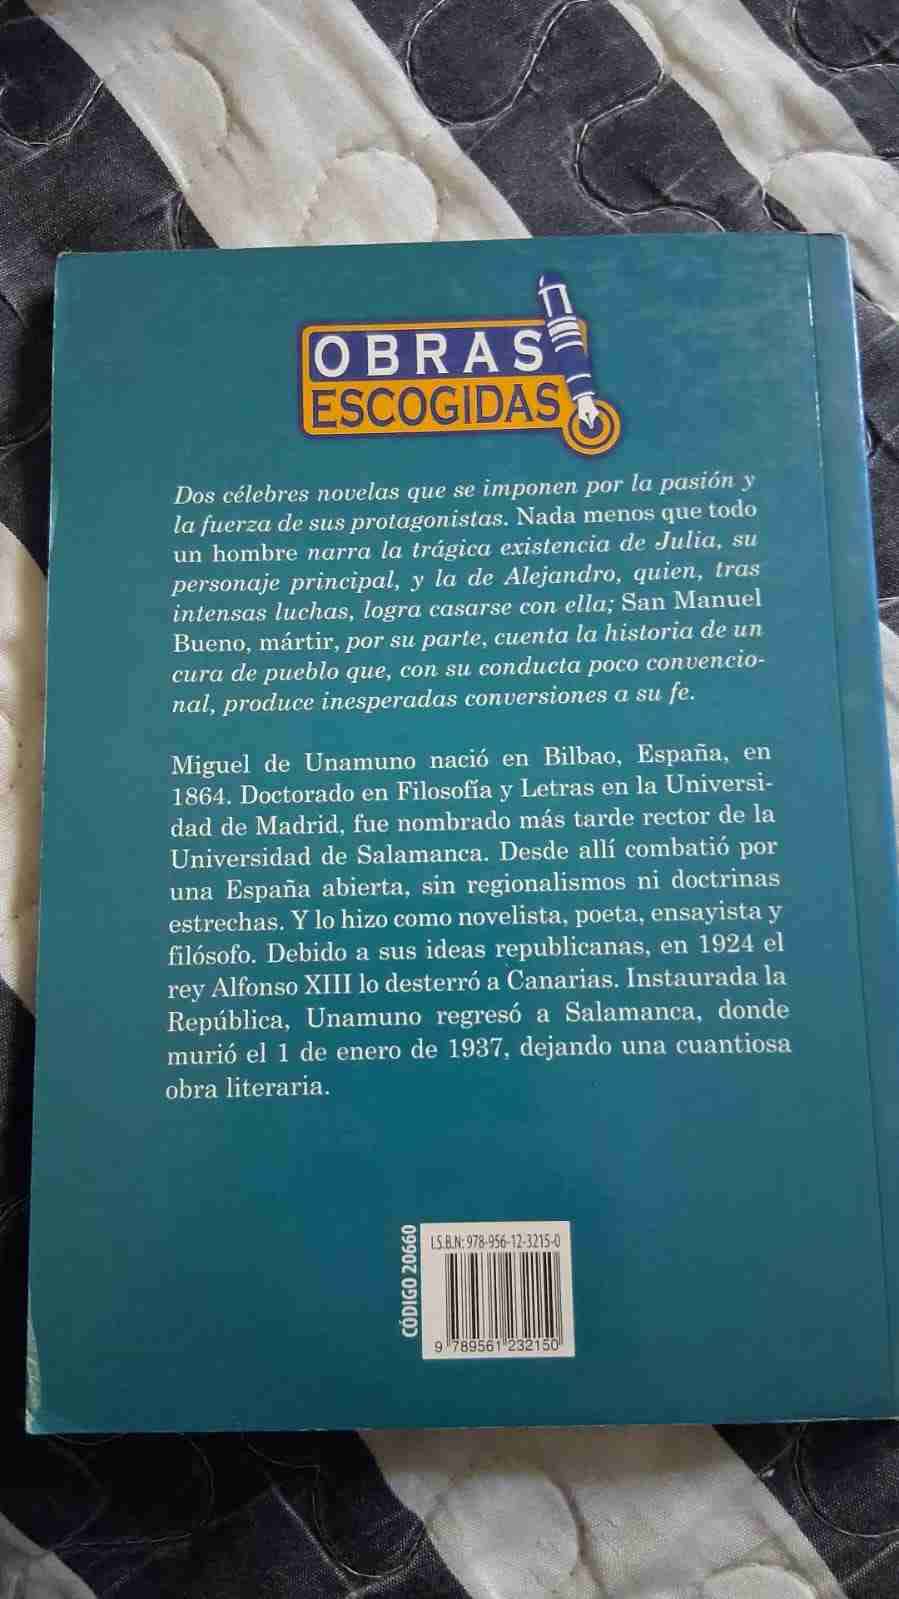 OBRAS
ESCOGIDAS
Dos célebres novelas que se imponen por la pasión y
la fuerza de sus protagonistas. Nada menos que todo
un hombre narra la trágica existencia de Julia, su
personaje principal, y la de Alejandro, quien, tras
intensas luchas, logra casarse con ella; San Manuel
Bueno, mártir, por su parte, cuenta la historia de un
cura de pueblo que, con su conducta poco convencio-
nal, produce inesperadas conversiones a su fe.
Miguel de Unamuno nació en Bilbao, España, en
1864. Doctorado en Filosofía y Letras en la Universi-
dad de Madrid, fue nombrado más tarde rector de la
Universidad de Salamanca. Desde allí combatió por
una España abierta, sin regionalismos ni doctrinas
estrechas. Y lo hizo como novelista, poeta, ensayista y
filósofo. Debido a sus ideas republicanas, en 1924 el
rey Alfonso XIII lo desterró a Canarias. Instaurada la
República, Unamuno regresó a Salamanca, donde
murió el 1 de enero de 1937, dejando una cuantiosa
obra literaria.
CÓDIGO 20660
I.S.B.N: 978-956-12-3215-0
9 789561 232150